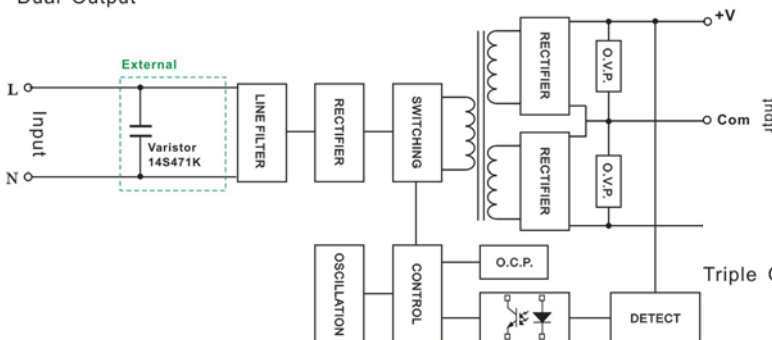 Dual Output
+V
External
RECTIFIER
O.V.P.
L
LINE FILTER
RECTIFIER
SWITCHING
Input
Varistor
14S471K
Com
N
RECTIFIER
O.V.P.
OSCILLATION
CONTROL
O.C.P.
Triple
DETECT